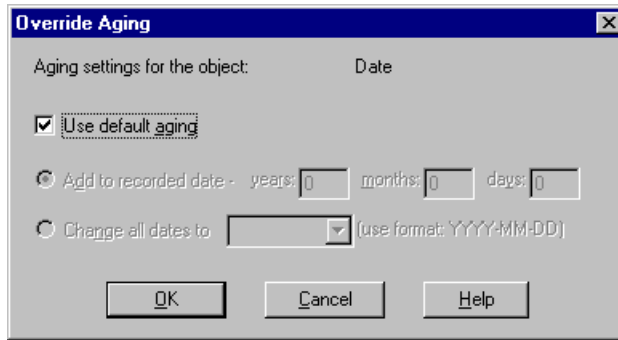 Override Aging
Aging settings for the object: Date
Use default aging
Add to recorded date - years: 0 months: 0 days: 0
Change all dates to (use format: YYYY-MM-DD)
OK Cancel Help